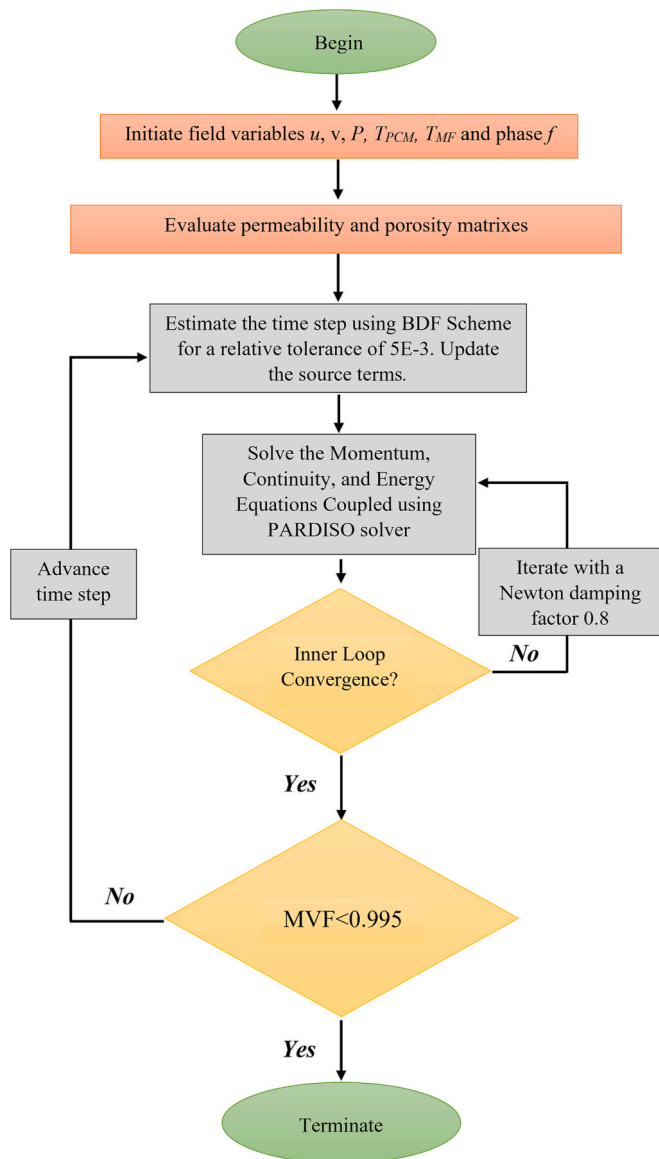 Begin
Initiate field variables u, v, P, T_PCM, T_MF and phase f
Evaluate permeability and porosity matrixes
Estimate the time step using BDF Scheme
for a relative tolerance of 5E-3. Update
the source terms.
Solve the Momentum,
Continuity, and Energy
Equations Coupled using
PARDISO solver
Advance
time step
Iterate with a
Newton damping
factor 0.8
Inner Loop
Convergence?
No
Yes
No
MVF<0.995
Yes
Terminate